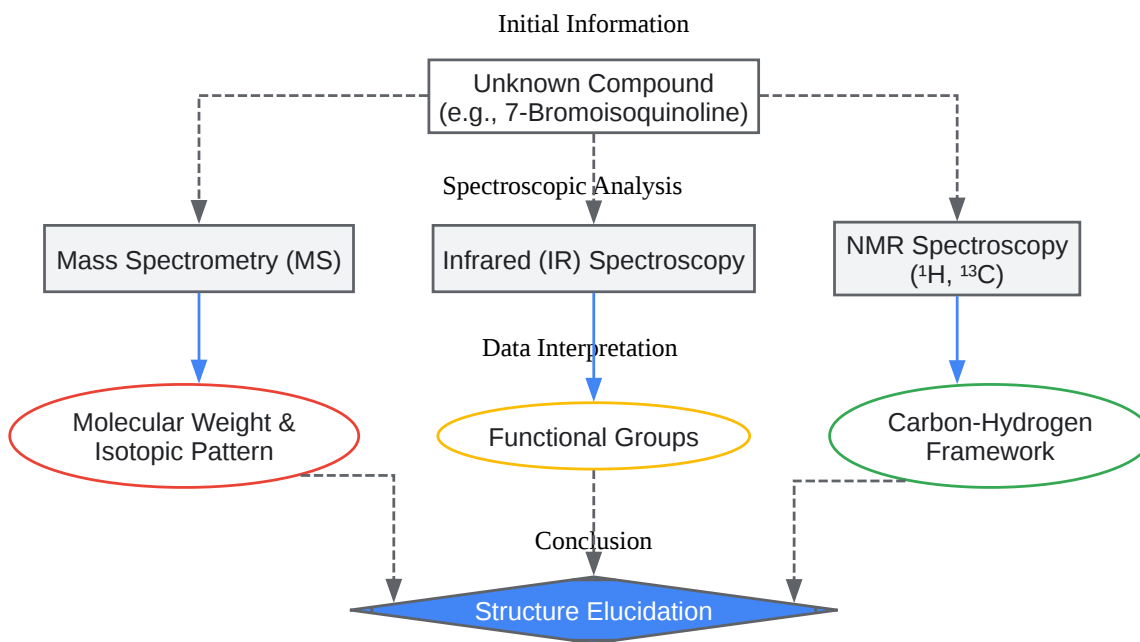 Initial Information
Unknown Compound
(e.g., 7-Bromoisoquinoline)
Spectroscopic Analysis
Mass Spectrometry (MS)
Infrared (IR) Spectroscopy
NMR Spectroscopy
(¹H, ¹³C)
Data Interpretation
Molecular Weight &
Isotopic Pattern
Functional Groups
Carbon-Hydrogen
Framework
Conclusion
Structure Elucidation